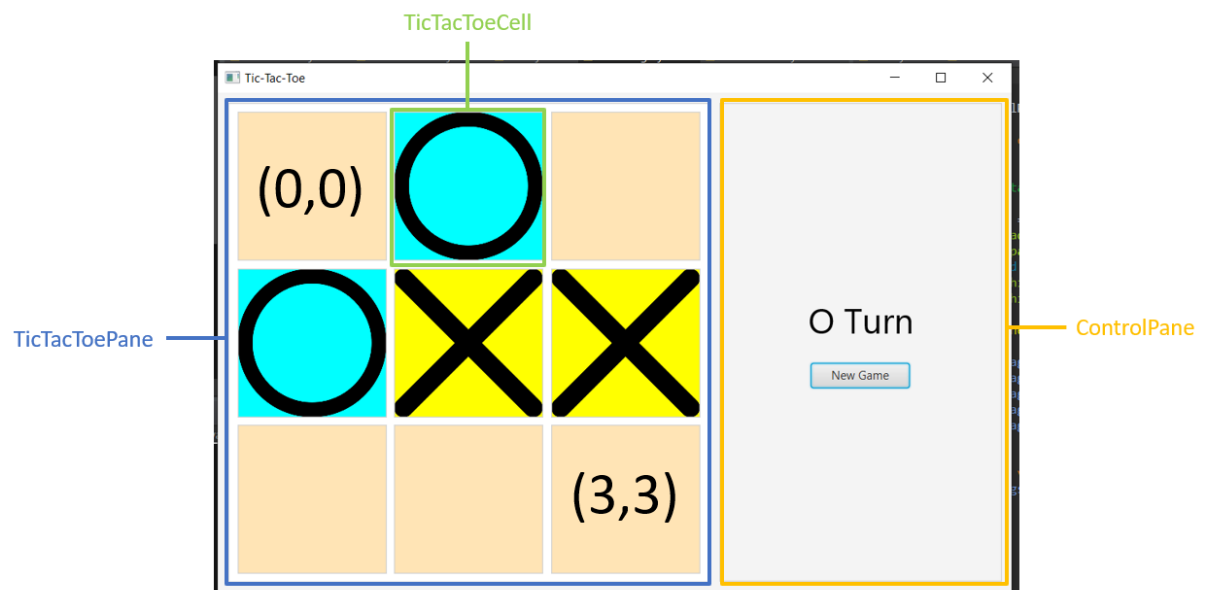 TicTacToeCell
Tic-Tac-Toe
(0,0)
TicTacToePane
O Turn
ControlPane
New Game
(3,3)